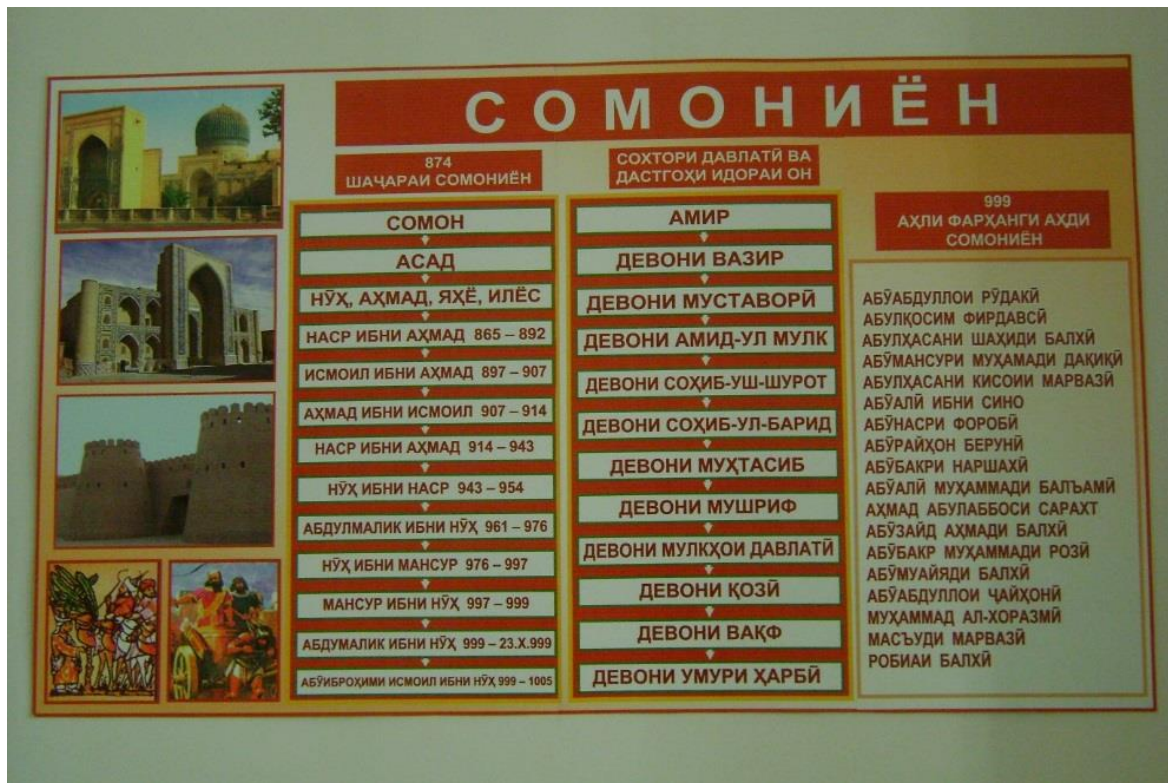 СОМОНИЁН
874
ШАҶАРАИ СОМОНИЁН
СОМОН
АСАД
НӮҲ, АҲМАД, ЯҲЁ, ИЛЁС
НАСР ИБНИ АҲМАД 865 – 892
ИСМОИЛ ИБНИ АҲМАД 897 – 907
АҲМАД ИБНИ ИСМОИЛ 907 – 914
НАСР ИБНИ АҲМАД 914 – 943
НӮҲ ИБНИ НАСР 943 – 954
АБДУЛМАЛИК ИБНИ НӮҲ 961 – 976
НӮҲ ИБНИ МАНСУР 976 – 997
МАНСУР ИБНИ НӮҲ 997 – 999
АБДУМАЛИК ИБНИ НӮҲ 999 – 23.X.999
АБӮИБРОҲИМИ ИСМОИЛ ИБНИ НӮҲ 999 – 1005
СОХТОРИ ДАВЛАТӢ ВА
ДАСТГОҲИ ИДОРАИ ОН
АМИР
ДЕВОНИ ВАЗИР
ДЕВОНИ МУСТАВОРӢ
ДЕВОНИ АМИД-УЛ МУЛК
ДЕВОНИ СОҲИБ-УШ-ШУРОТ
ДЕВОНИ СОҲИБ-УЛ-БАРИД
ДЕВОНИ МУҲТАСИБ
ДЕВОНИ МУШРИФ
ДЕВОНИ МУЛКҲОИ ДАВЛАТӢ
ДЕВОНИ ҚОЗӢ
ДЕВОНИ ВАҚФ
ДЕВОНИ УМУРИ ҲАРБӢ
999
АҲЛИ ФАРҲАНГИ АҲДИ
СОМОНИЁН
АБӮАБДУЛЛОИ РӮДАКӢ
АБУЛҚОСИМ ФИРДАВСӢ
АБУЛҲАСАНИ ШАҲИДИ БАЛХӢ
АБӮМАНСУРИ МУҲАМАДИ ДАҚИҚӢ
АБУЛҲАСАНИ КИСОИИ МАРВАЗӢ
АБӮАЛӢ ИБНИ СИНО
АБӮНАСРИ ФОРОБӢ
АБӮРАЙҲОН БЕРУНӢ
АБӮБАКРИ НАРШАХӢ
АБӮАЛӢ МУҲАММАДИ БАЛЪАМӢ
АҲМАД АБУЛАББОСИ САРАХТ
АБӮЗАЙД АҲМАДИ БАЛХӢ
АБӮБАКР МУҲАММАДИ РОЗӢ
АБӮМУАЙЯДИ БАЛХӢ
АБӮАБДУЛЛОИ ҶАЙҲОНӢ
МУҲАММАД АЛ-ХОРАЗМӢ
МАСЪУДИ МАРВАЗӢ
РОБИАИ БАЛХӢ